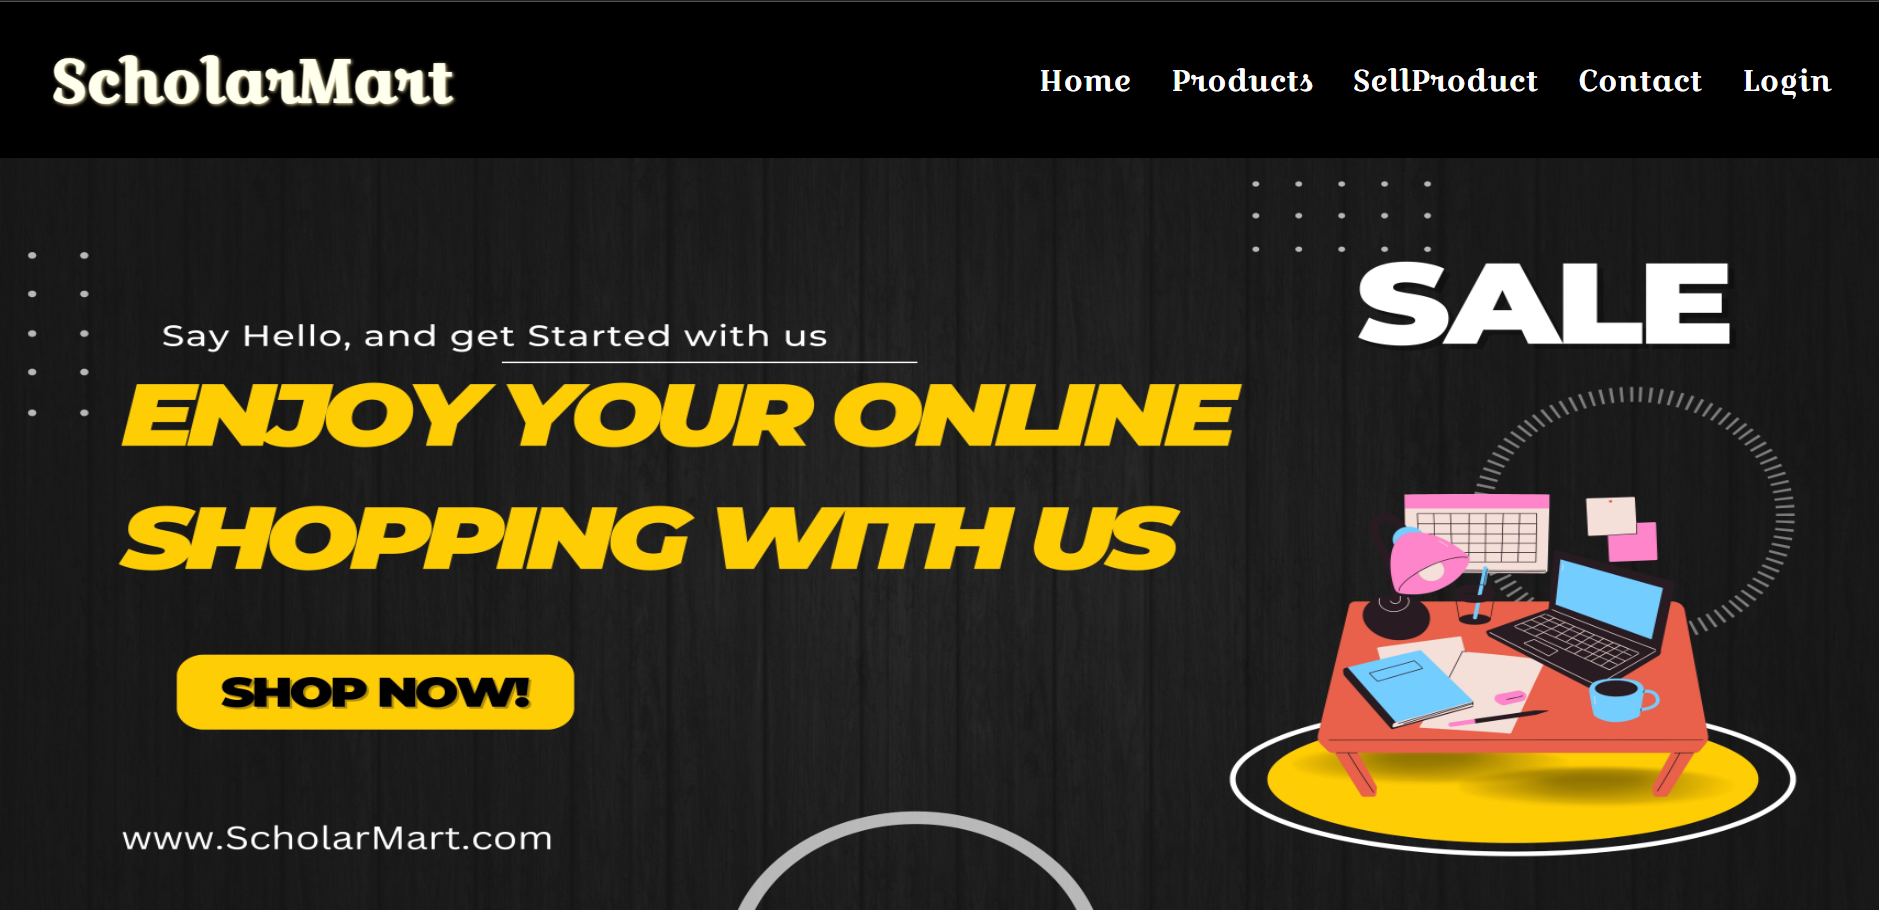 ScholarMart
Home Products SellProduct Contact Login
SALE
Say Hello, and get Started with us
ENJOY YOUR ONLINE
SHOPPING WITH US
SHOP NOW!
www.ScholarMart.com